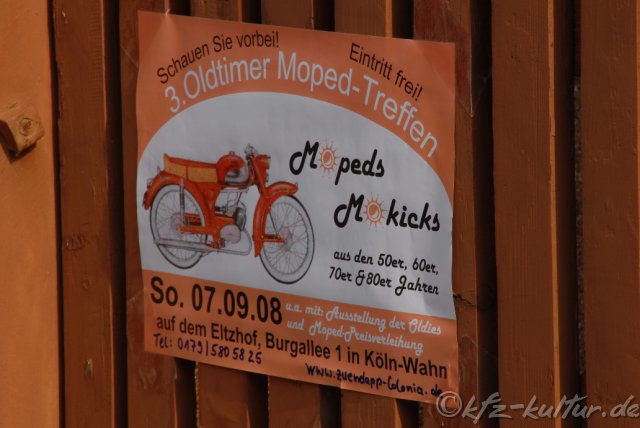 Schauen Sie vorbei!
Eintritt frei!
3. Oldtimer Moped-Treffen
Mopeds
Mokicks
aus den 50er, 60er,
70er & 80er Jahren
So. 07.09.08
u.a. mit: Ausstellung der Oldies
und Moped-Preisverleihung
auf dem Eltzhof, Burgallee 1 in Köln-Wahn
Tel: 0179 / 580 58 26
www.zuendapp-Colonia.de
©kfz-kultur.de